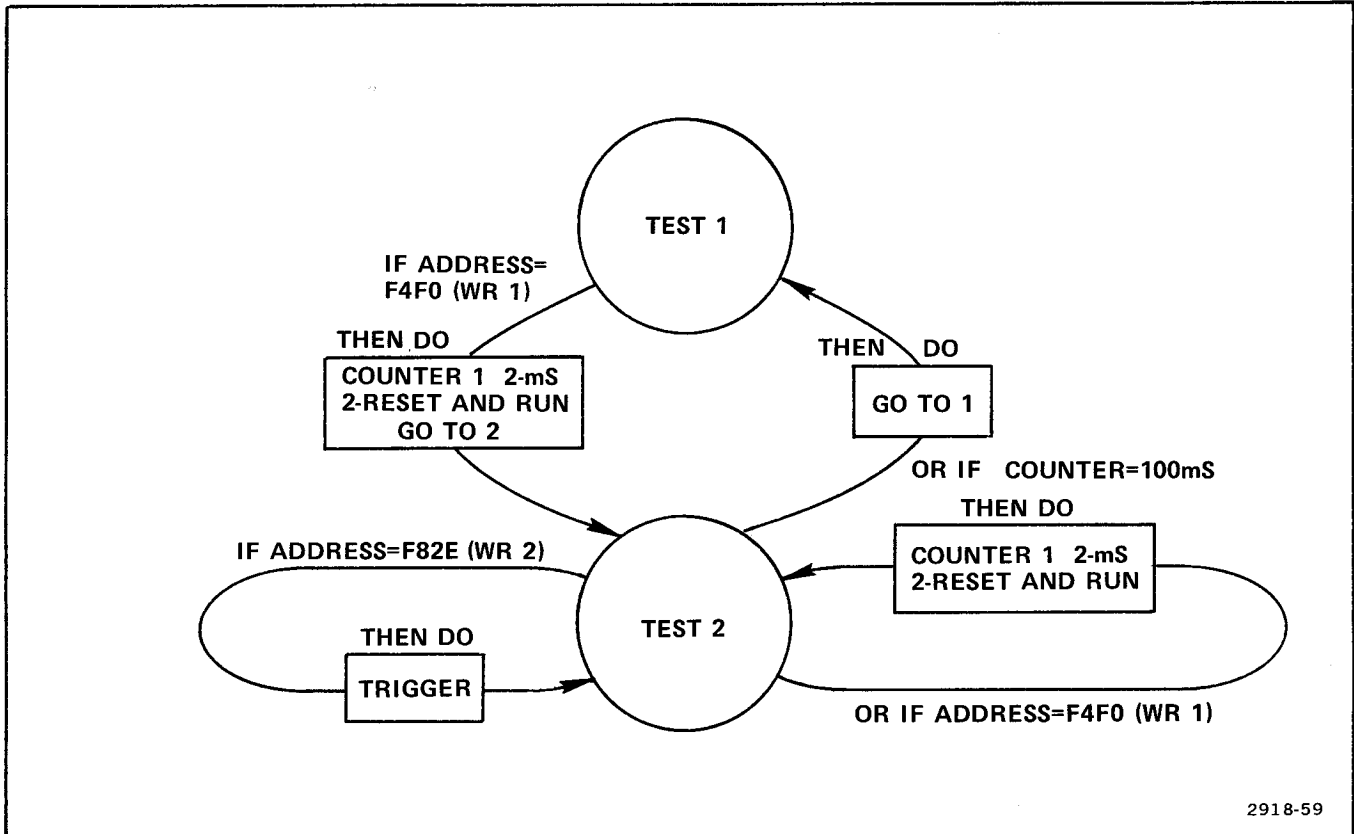 TEST 1
IF ADDRESS=
F4F0 (WR 1)
THEN DO
COUNTER 1 2-mS
2-RESET AND RUN
GO TO 2
THEN DO
GO TO 1
OR IF COUNTER=100mS
THEN DO
COUNTER 1 2-mS
2-RESET AND RUN
IF ADDRESS=F82E (WR 2)
THEN DO
TRIGGER
TEST 2
OR IF ADDRESS=F4F0 (WR 1)
2918-59